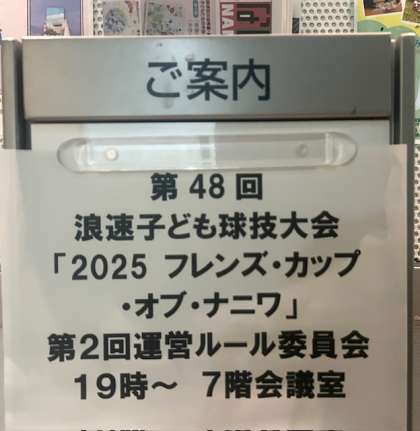 ご案内
第48回
浪速子ども球技大会
「2025 フレンズ・カップ
・オブ・ナニワ」
第2回運営ルール委員会
19時～ 7階会議室